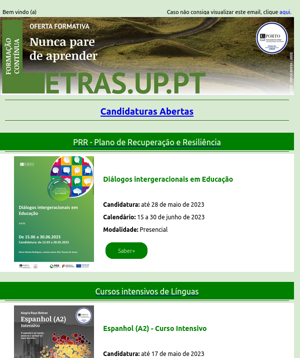 Bem vindo (a)
Caso não consiga visualizar este email, clique aqui.
FORMAÇÃO CONTÍNUA
OFERTA FORMATIVA
Nunca pare
de aprender
PORTO
ETRAS.UP.PT
Candidaturas Abertas
PRR - Plano de Recuperação e Resiliência
Diálogos intergeracionais em
Educação
De 15.06 a 30.06.2023
Diálogos intergeracionais em Educação
Candidatura: até 28 de maio de 2023
Calendário: 15 a 30 de junho de 2023
Modalidade: Presencial
Saber+
Cursos intensivos de Línguas
Espanhol (A2)
Intensivo
Espanhol (A2) - Curso Intensivo
Candidatura: até 17 de maio de 2023